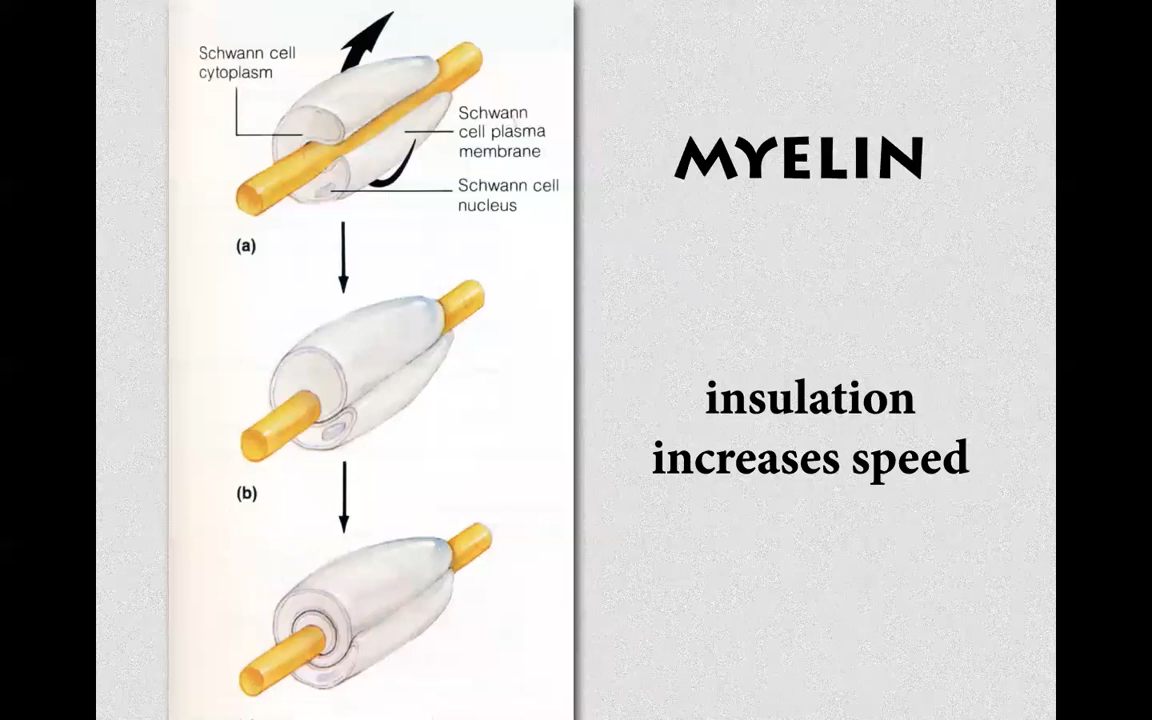 Schwann cell
cytoplasm
Schwann
cell plasma
membrane
Schwann cell
nucleus
(a)
(b)
MYELIN
insulation
increases speed